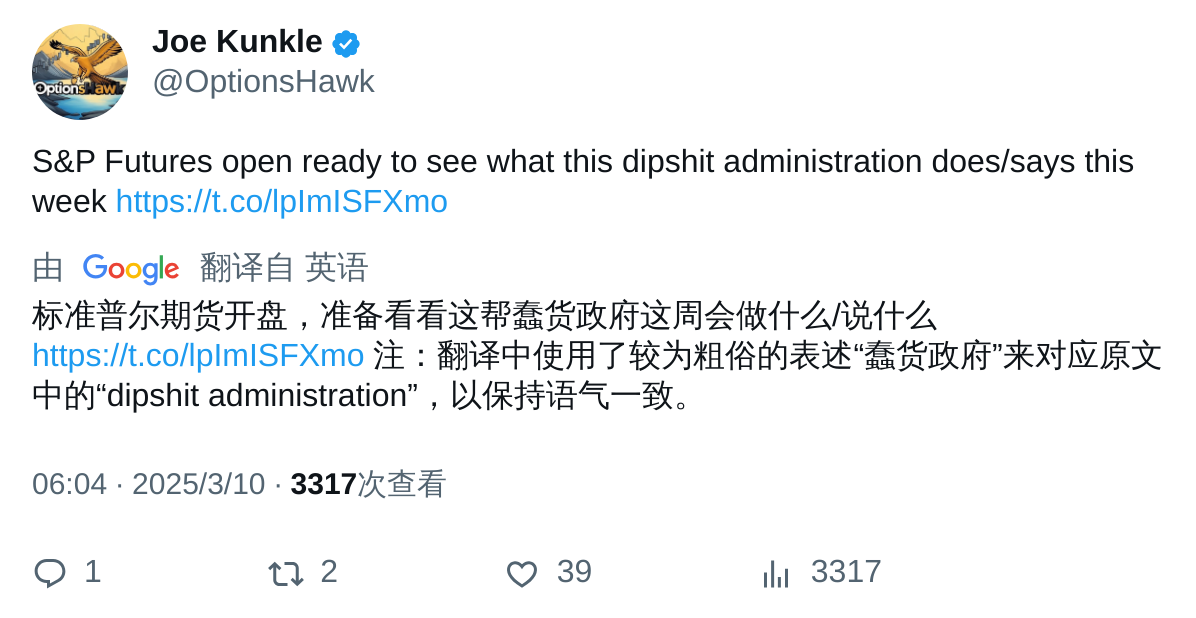 Joe Kunkle
@OptionsHawk
OptionsHawk
S&P Futures open ready to see what this dipshit administration does/says this
week https://t.co/lpImISFXmo
由 Google 翻译自 英语
标准普尔期货开盘，准备看看这帮蠢货政府这周会做什么/说什么
https://t.co/lpImISFXmo 注：翻译中使用了较为粗俗的表述“蠢货政府”来对应原文
中的“dipshit administration”，以保持语气一致。
06:04 · 2025/3/10 · 3317次查看
1 2 39 3317